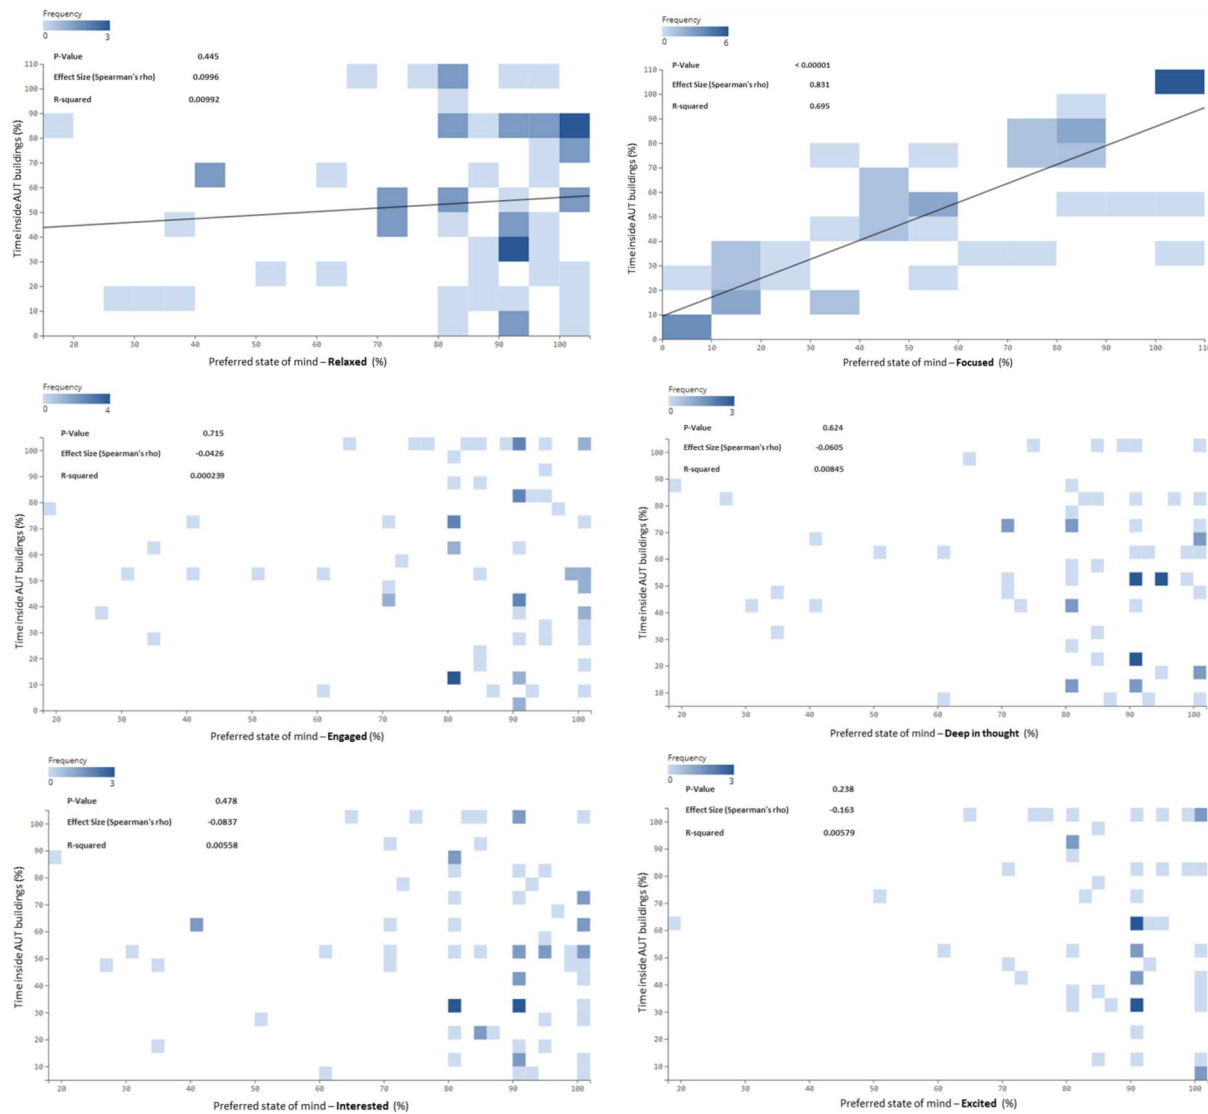 Frequency
0 3
P-Value 0.445
Effect Size (Spearman's rho) 0.0996
R-squared 0.00992
Time inside AUT buildings (%)
110
100
90
80
70
60
50
40
30
20
10
0
20 30 40 50 60 70 80 90 100
Preferred state of mind – Relaxed (%)
Frequency
0 6
P-Value < 0.00001
Effect Size (Spearman's rho) 0.831
R-squared 0.695
Time inside AUT buildings (%)
110
100
90
80
70
60
50
40
30
20
10
0
0 10 20 30 40 50 60 70 80 90 100 11
Preferred state of mind – Focused (%)
Frequency
0 4
P-Value 0.715
Effect Size (Spearman's rho) -0.0426
R-squared 0.000239
Time inside AUT buildings (%)
100
90
80
70
60
50
40
30
20
10
0
20 30 40 50 60 70 80 90 100
Preferred state of mind – Engaged (%)
Frequency
0 3
P-Value 0.624
Effect Size (Spearman's rho) -0.0605
R-squared 0.00845
Time inside AUT buildings (%)
100
90
80
70
60
50
40
30
20
10
20 30 40 50 60 70 80 90 100
Preferred state of mind – Deep in thought (%)
Frequency
0 3
P-Value 0.478
Effect Size (Spearman's rho) -0.0837
R-squared 0.00558
Time inside AUT buildings (%)
100
90
80
70
60
50
40
30
20
10
20 30 40 50 60 70 80 90 100
Preferred state of mind – Interested (%)
Frequency
0 3
P-Value 0.238
Effect Size (Spearman's rho) -0.163
R-squared 0.00579
Time inside AUT buildings (%)
100
90
80
70
60
50
40
30
20
10
20 30 40 50 60 70 80 90 100
Preferred state of mind – Excited (%)